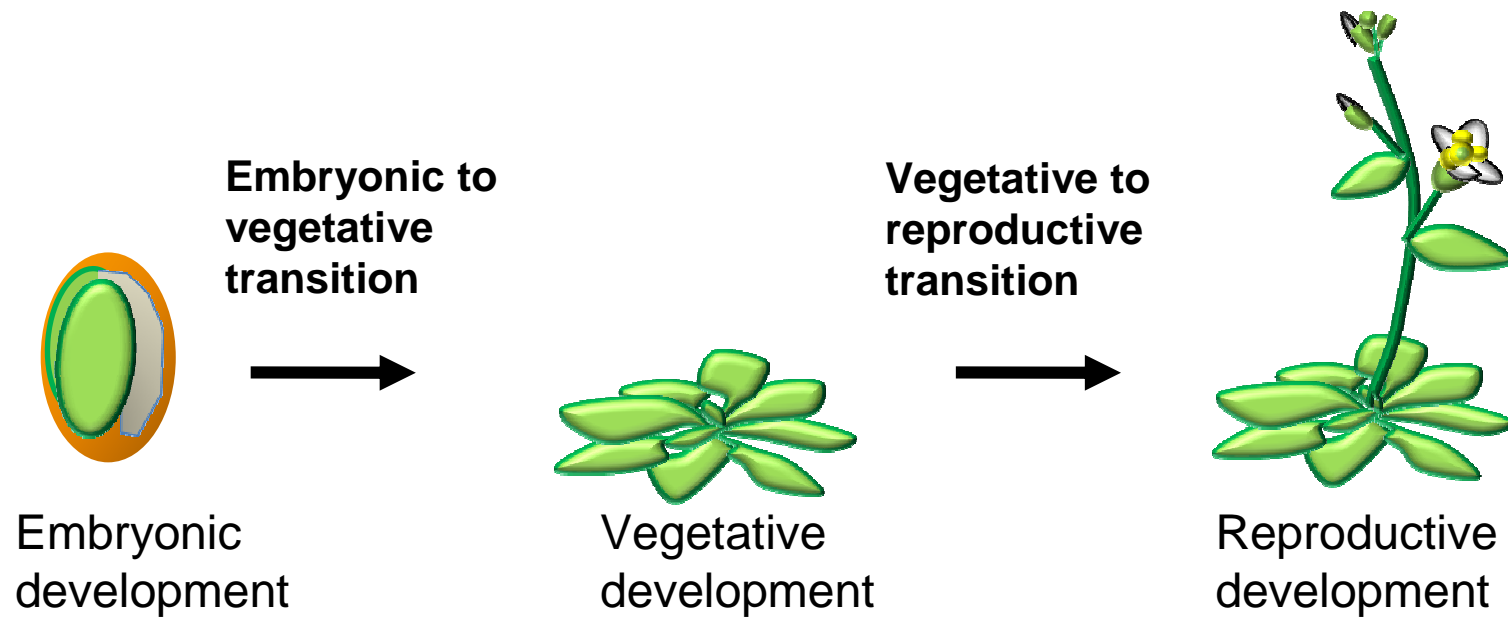 Embryonic to
vegetative
transition
Vegetative to
reproductive
transition
Embryonic
development
Vegetative
development
Reproductive
development